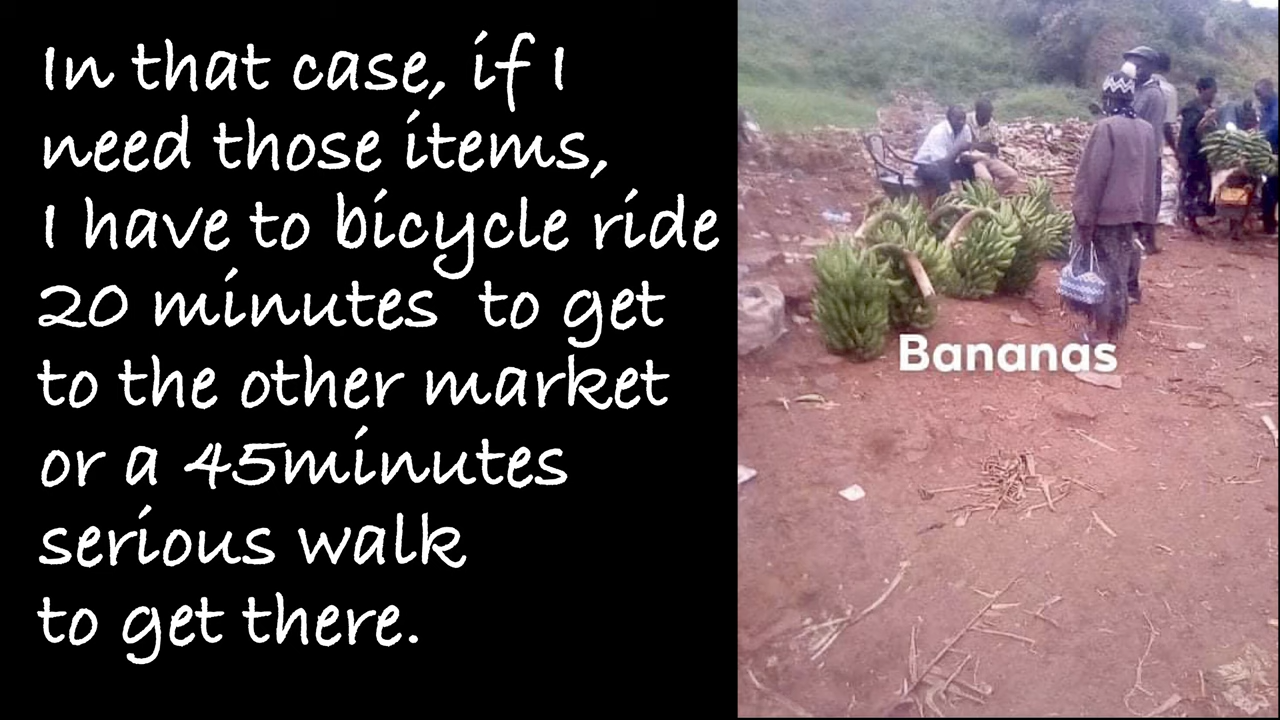 In that case, if I
need those items,
I have to bicycle ride
20 minutes to get
to the other market
or a 45minutes
serious walk
to get there.
Bananas